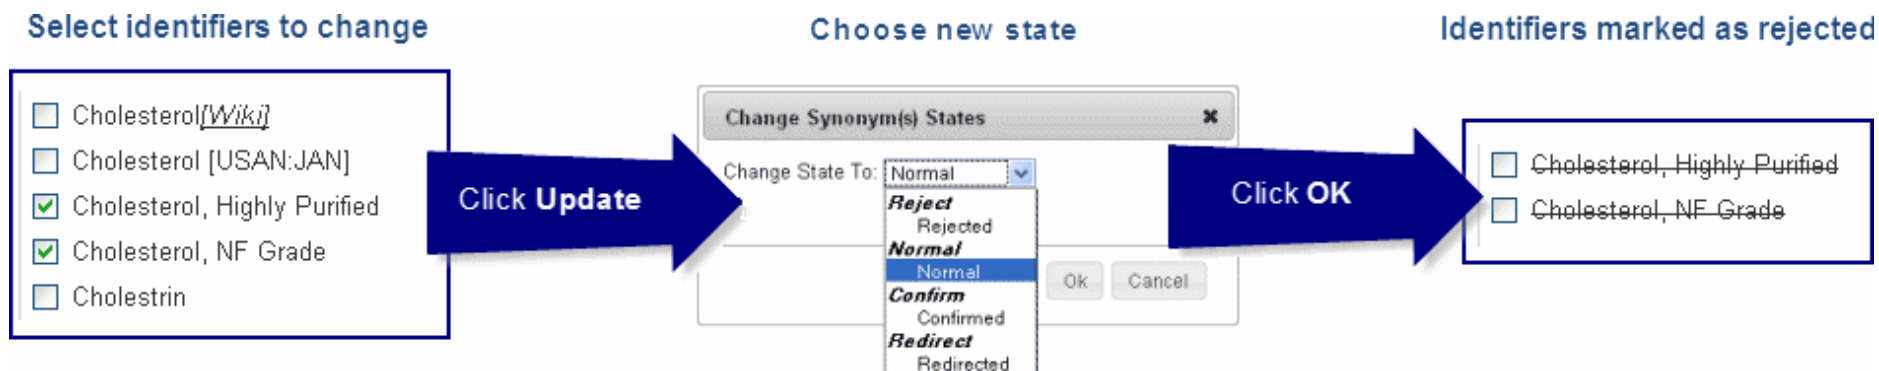 Select identifiers to change
Cholesterol[Wiki]
Cholesterol [USAN:JAN]
Cholesterol, Highly Purified
Cholesterol, NF Grade
Cholestrin
Click Update
Choose new state
Change Synonym(s) States
Change State To: Normal
Reject
Rejected
Normal
Normal
Confirm
Confirmed
Redirect
Redirected
Ok Cancel
Click OK
Identifiers marked as rejected
Cholesterol, Highly Purified
Cholesterol, NF Grade